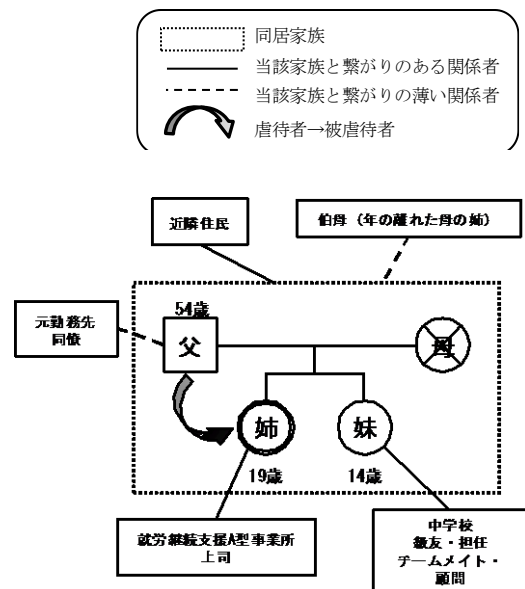 同居家族
当該家族と繋がりのある関係者
当該家族と繋がりの薄い関係者
虐待者→被虐待者
近隣住民
伯母（年の離れた母の姉）
元勤務先
同僚
54歳
父
母
姉
妹
19歳
14歳
就労継続支援A型事業所
上司
中学校
級友・担任
チームメイト・
顧問